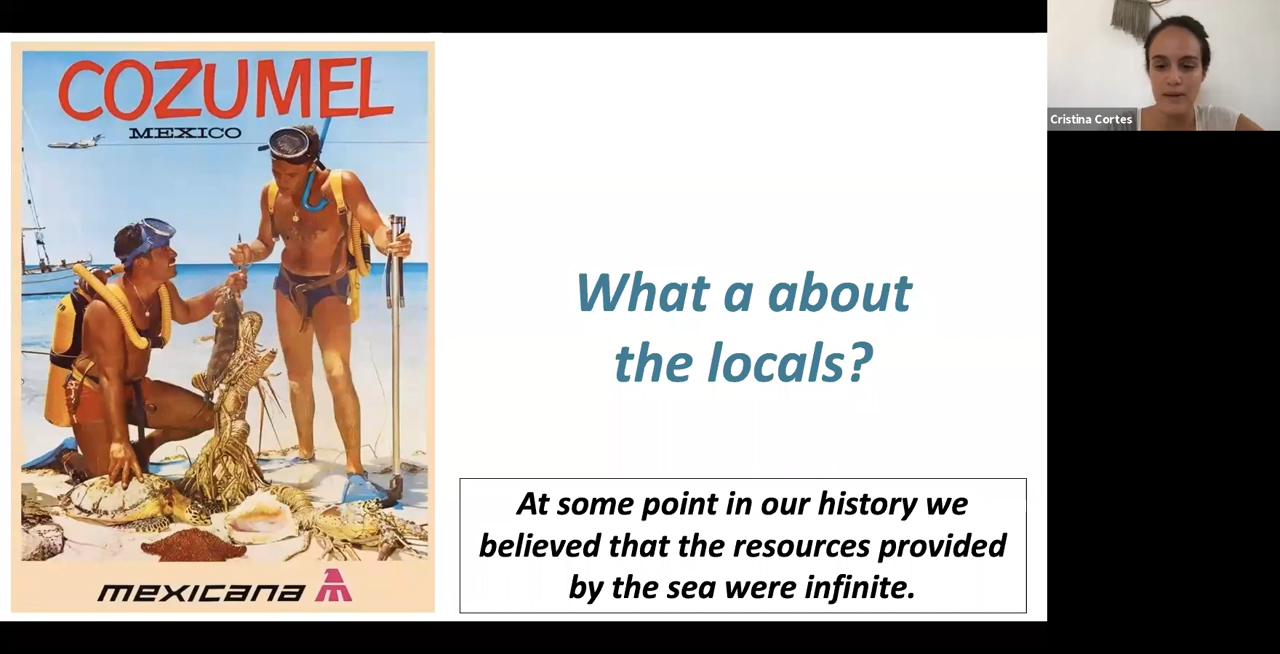 COZUMEL
MEXICO
mexicana
What a about
the locals?
At some point in our history we
believed that the resources provided
by the sea were infinite.
Cristina Cortes